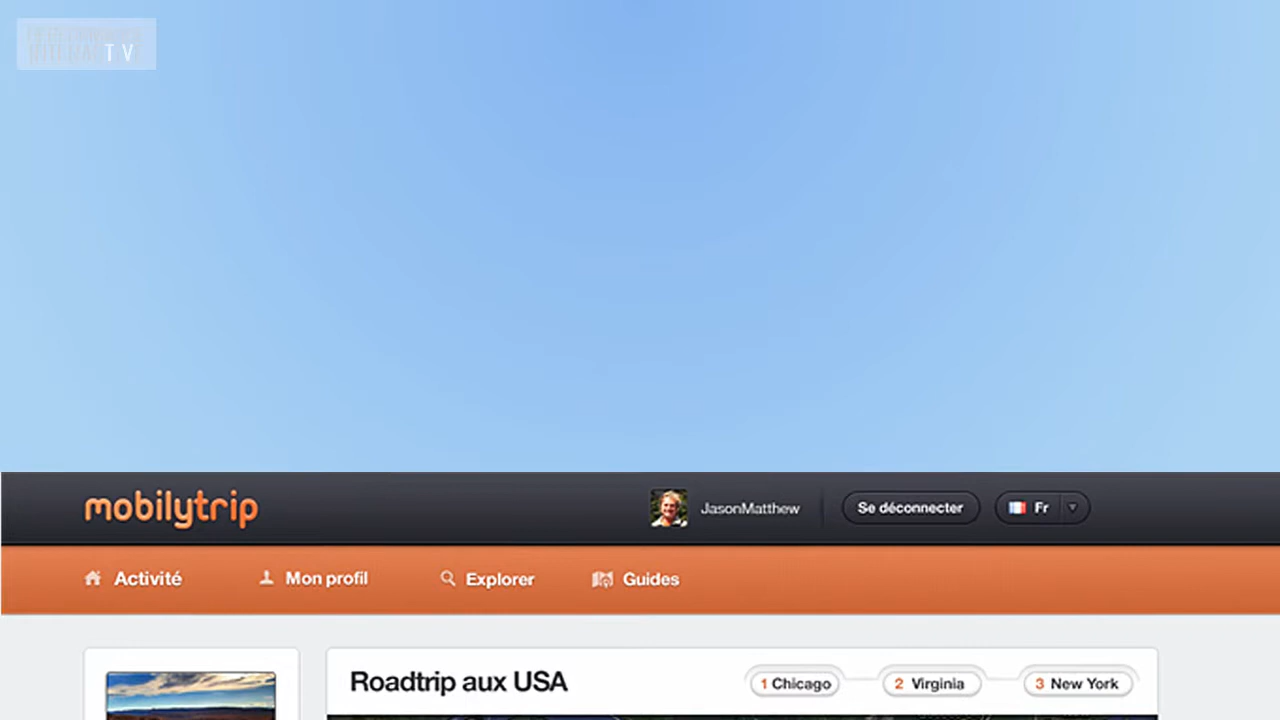 TV
mobilytrip
JasonMatthew
Se déconnecter
Fr
Activité
Mon profil
Explorer
Guides
Roadtrip aux USA
1 Chicago
2 Virginia
3 New York